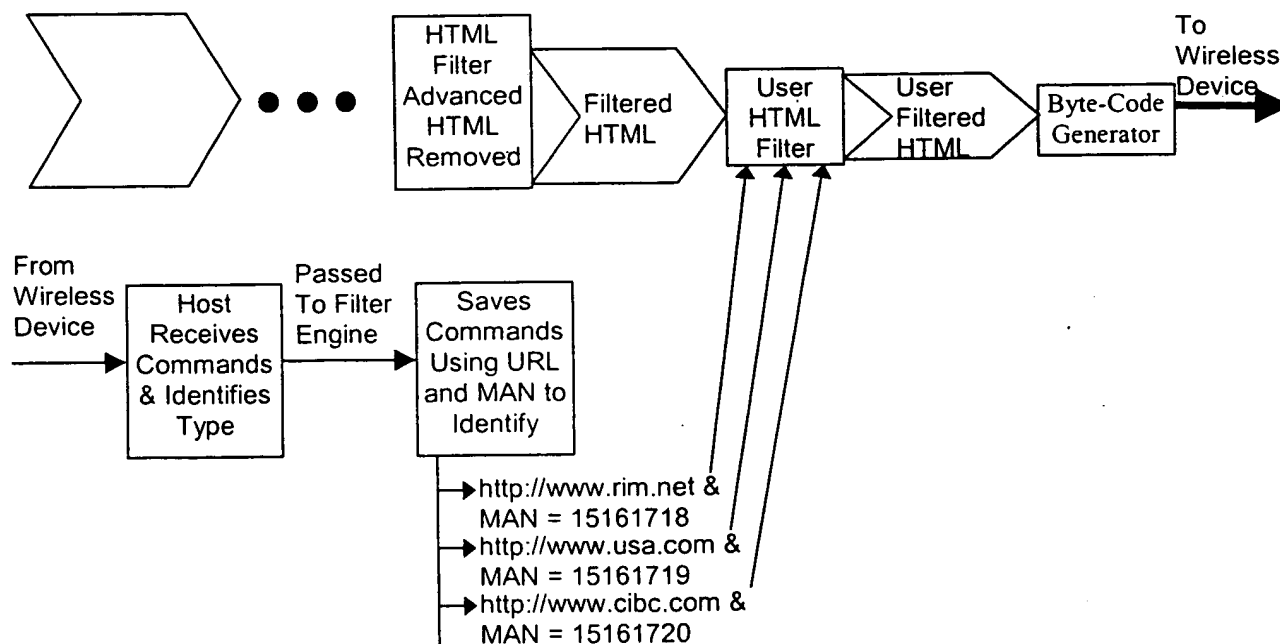 HTML
Filter
Advanced
HTML
Removed
Filtered
HTML
User
HTML
Filter
User
Filtered
HTML
Byte-Code
Generator
To
Wireless
Device
From
Wireless
Device
Host
Receives
Commands
& Identifies
Type
Passed
To Filter
Engine
Saves
Commands
Using URL
and MAN to
Identify
http://www.rim.net &
MAN = 15161718
http://www.usa.com &
MAN = 15161719
http://www.cibc.com &
MAN = 15161720